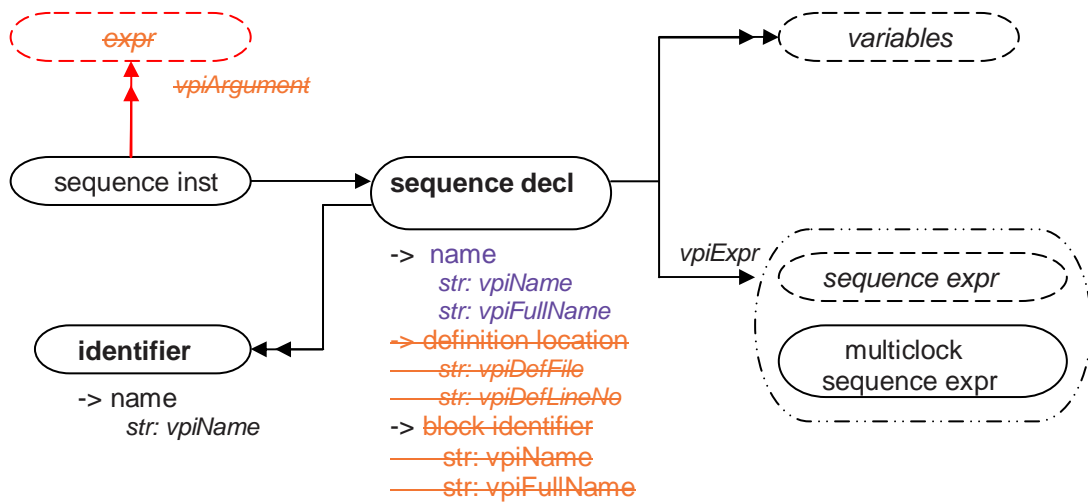 expr
variables
vpiArgument
sequence inst
sequence decl
-> name
str: vpiName
str: vpiFullName
-> definition location
str: vpiDefFile
str: vpiDefLineNo
-> block identifier
str: vpiName
str: vpiFullName
vpiExpr
sequence expr
multiclock
sequence expr
identifier
-> name
str: vpiName